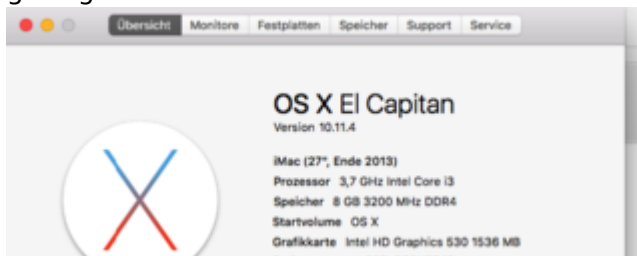 Übersicht Monitore Festplatten Speicher Support Service
OS X El Capitan
Version 10.11.4
iMac (27", Ende 2013)
Prozessor 3,7 GHz Intel Core i3
Speicher 8 GB 3200 MHz DDR4
Startvolume OS X
Grafikkarte Intel HD Graphics 530 1536 MB